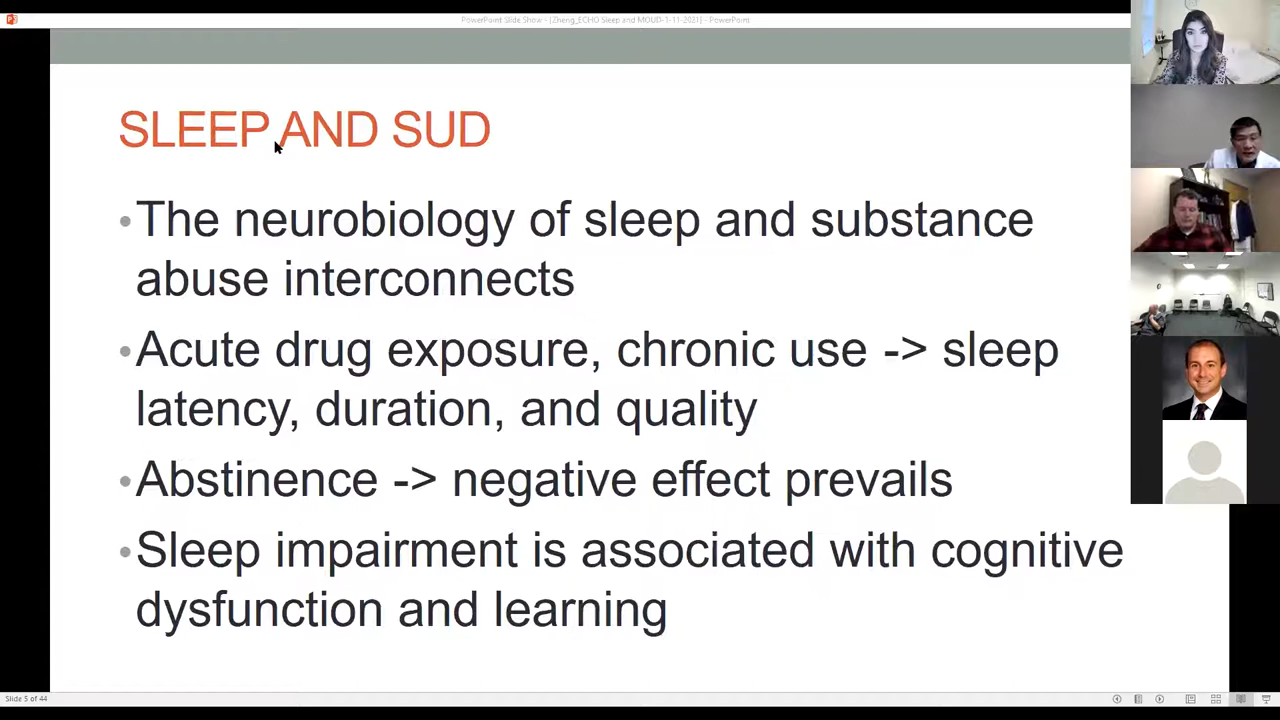 PowerPoint Slide Show - [Zheng_ECHO Sleep and MOUD-1-11-2021] - PowerPoint
SLEEP AND SUD
•The neurobiology of sleep and substance
abuse interconnects
•Acute drug exposure, chronic use -> sleep
latency, duration, and quality
•Abstinence -> negative effect prevails
•Sleep impairment is associated with cognitive
dysfunction and learning
Slide 5 of 44